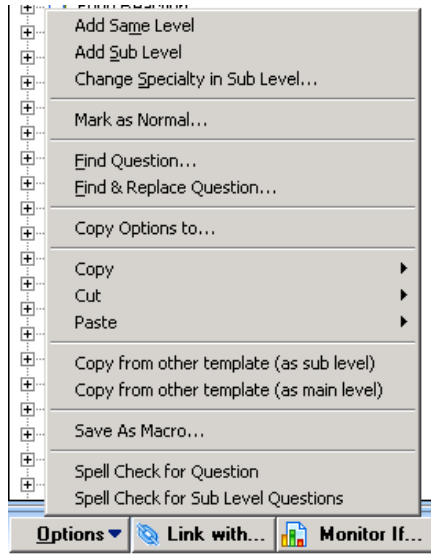 Add Same Level
Add Sub Level
Change Specialty in Sub Level...
Mark as Normal...
Find Question...
Find & Replace Question...
Copy Options to...
Copy
Cut
Paste
Copy from other template (as sub level)
Copy from other template (as main level)
Save As Macro...
Spell Check for Question
Spell Check for Sub Level Questions
Options Link with... Monitor If...